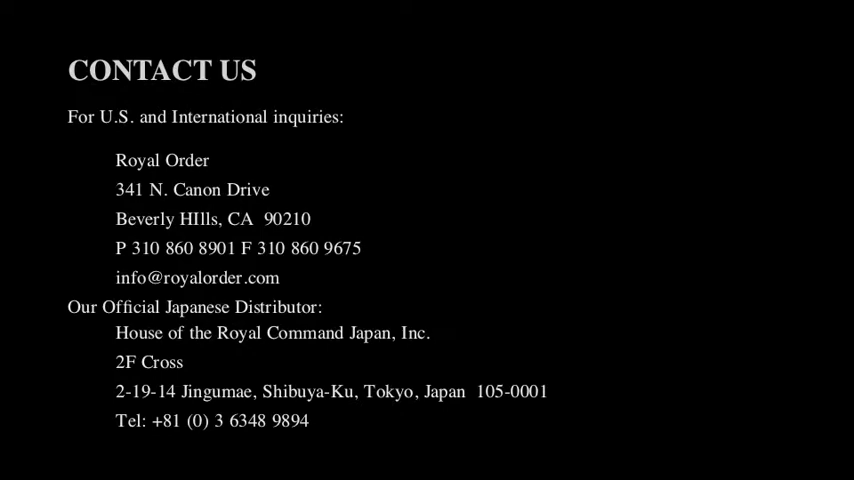 CONTACT US
For U.S. and International inquiries:
Royal Order
341 N. Canon Drive
Beverly HIlls, CA  90210
P 310 860 8901 F 310 860 9675
info@royalorder.com
Our Official Japanese Distributor:
House of the Royal Command Japan, Inc.
2F Cross
2-19-14 Jingumae, Shibuya-Ku, Tokyo, Japan  105-0001
Tel: +81 (0) 3 6348 9894